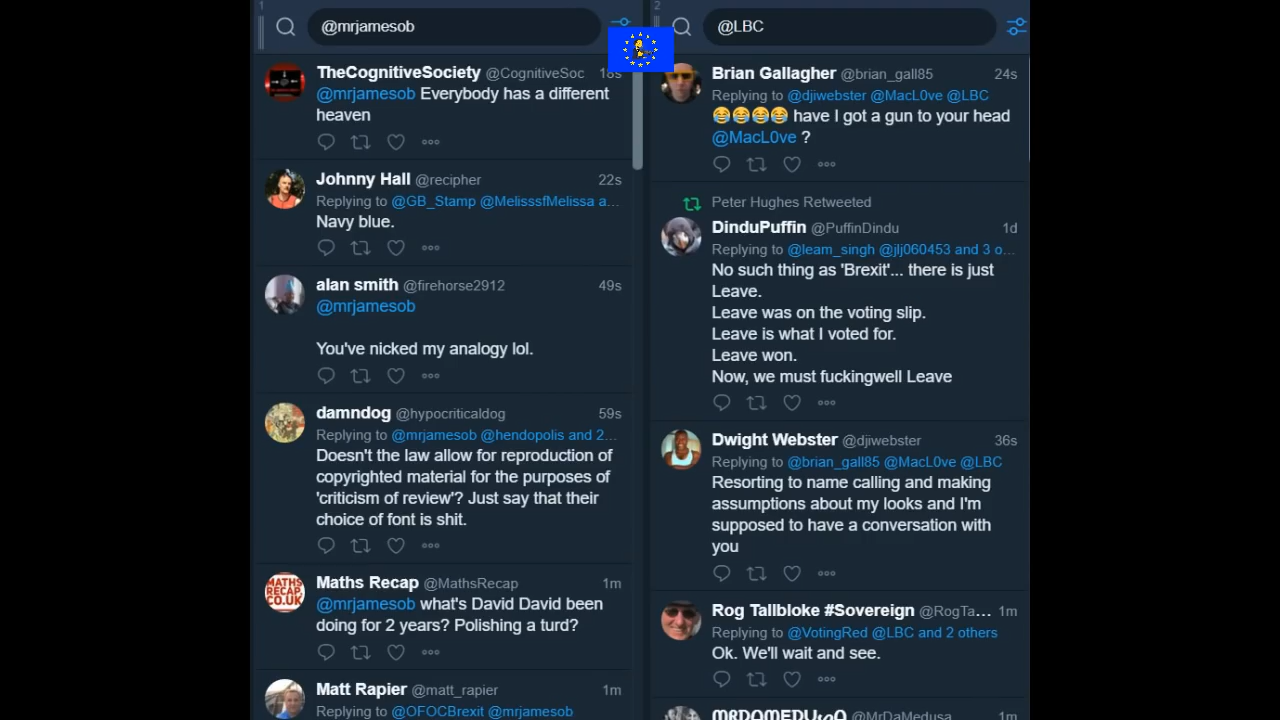 1
@mrjamesob
TheCognitiveSociety @CognitiveSoc 18s
@mrjamesob Everybody has a different
heaven
Johnny Hall @recipher 22s
Replying to @GB_Stamp @MelisssfMelissa a...
Navy blue.
alan smith @firehorse2912 49s
@mrjamesob
You've nicked my analogy lol.
damndog @hypocriticaldog 59s
Replying to @mrjamesob @hendopolis and 2...
Doesn't the law allow for reproduction of
copyrighted material for the purposes of
'criticism of review'? Just say that their
choice of font is shit.
MATHS
RECAP.
CO.UK
Maths Recap @MathsRecap 1m
@mrjamesob what's David David been
doing for 2 years? Polishing a turd?
Matt Rapier @matt_rapier 1m
Replying to @OFOCBrexit @mrjamesob
2
@LBC
Brian Gallagher @brian_gall85 24s
Replying to @djiwebster @MacL0ve @LBC
😂😂😂😂 have I got a gun to your head
@MacL0ve ?
Peter Hughes Retweeted
DinduPuffin @PuffinDindu 1d
Replying to @leam_singh @jlj060453 and 3 o...
No such thing as 'Brexit'... there is just
Leave.
Leave was on the voting slip.
Leave is what I voted for.
Leave won.
Now, we must fuckingwell Leave
Dwight Webster @djiwebster 36s
Replying to @brian_gall85 @MacL0ve @LBC
Resorting to name calling and making
assumptions about my looks and I'm
supposed to have a conversation with
you
Rog Tallbloke #Sovereign @RogTa... 1m
Replying to @VotingRed @LBC and 2 others
Ok. We'll wait and see.
@MrDaMedusa 1m